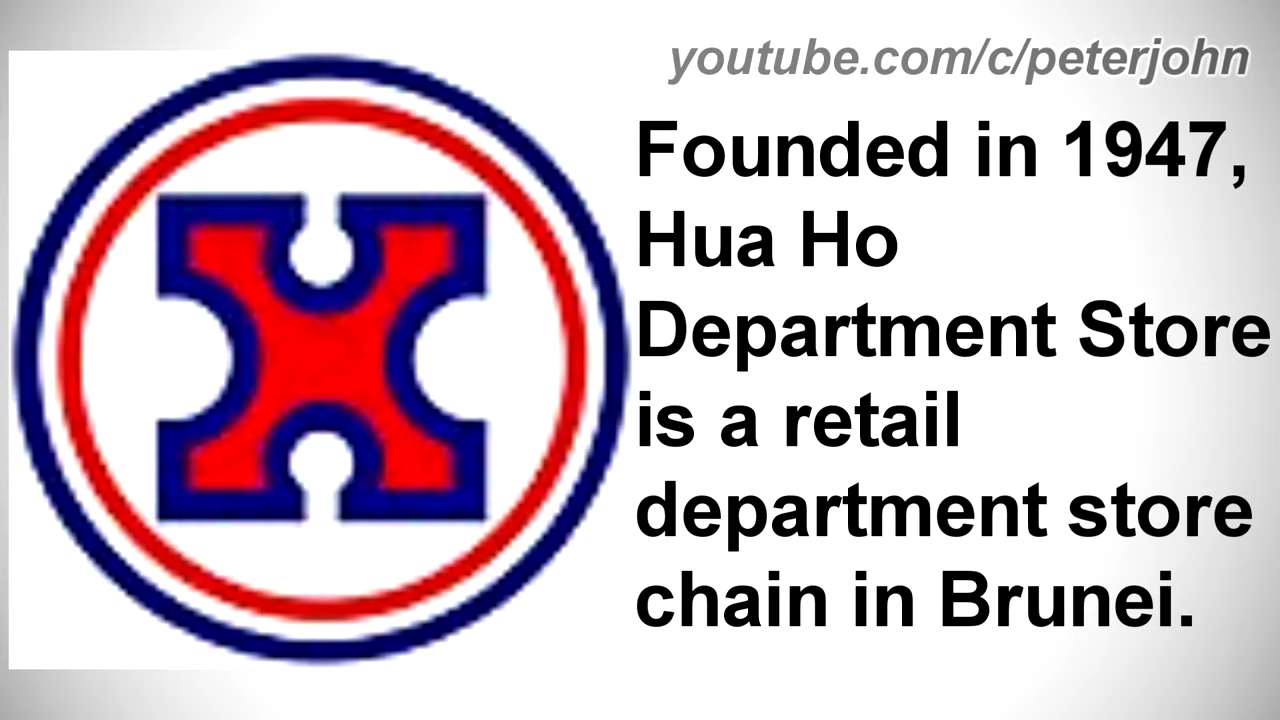 youtube.com/c/peterjohn
Founded in 1947,
Hua Ho
Department Store
is a retail
department store
chain in Brunei.